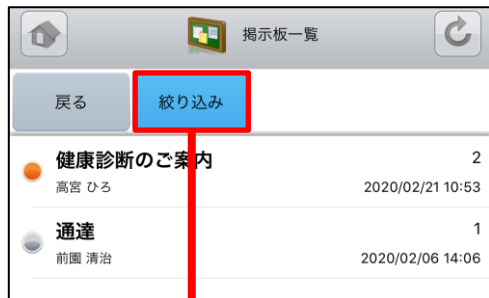 掲示板一覧
戻る 絞り込み
健康診断のご案内 2
高宮 ひろ 2020/02/21 10:53
通達 1
前園 清治 2020/02/06 14:06